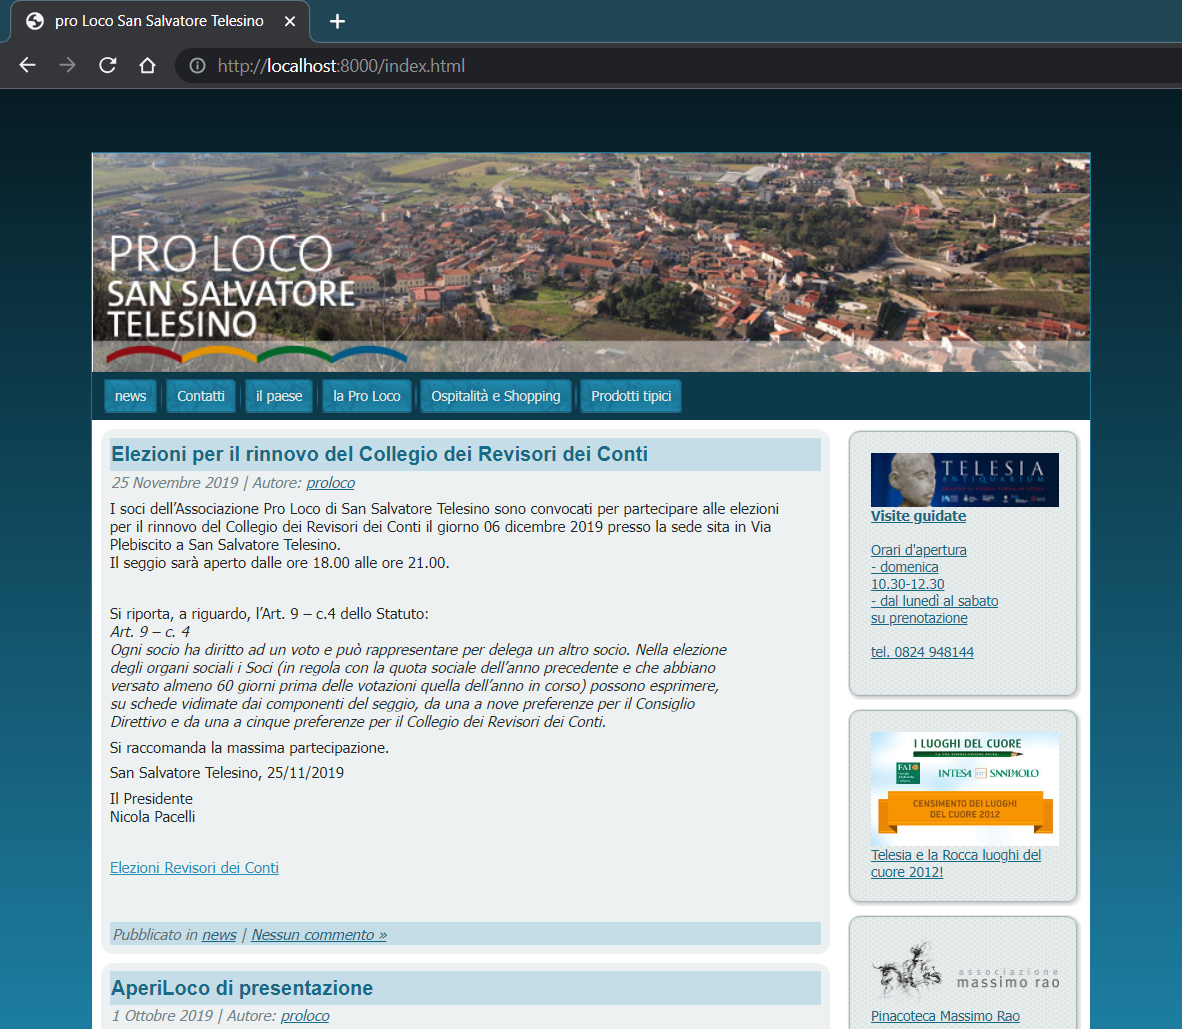 pro Loco San Salvatore Telesino
http://localhost:8000/index.html
PRO LOCO
SAN SALVATORE
TELESINO
news
Contatti
il paese
la Pro Loco
Ospitalità e Shopping
Prodotti tipici
Elezioni per il rinnovo del Collegio dei Revisori dei Conti
25 Novembre 2019 | Autore: proloco
I soci dell’Associazione Pro Loco di San Salvatore Telesino sono convocati per partecipare alle elezioni
per il rinnovo del Collegio dei Revisori dei Conti il giorno 06 dicembre 2019 presso la sede sita in Via
Plebiscito a San Salvatore Telesino.
Il seggio sarà aperto dalle ore 18.00 alle ore 21.00.
Si riporta, a riguardo, l’Art. 9 – c.4 dello Statuto:
Art. 9 – c. 4
Ogni socio ha diritto ad un voto e può rappresentare per delega un altro socio. Nella elezione
degli organi sociali i Soci (in regola con la quota sociale dell’anno precedente e che abbiano
versato almeno 60 giorni prima delle votazioni quella dell’anno in corso) possono esprimere,
su schede vidimate dai componenti del seggio, da una a nove preferenze per il Consiglio
Direttivo e da una a cinque preferenze per il Collegio dei Revisori dei Conti.
Si raccomanda la massima partecipazione.
San Salvatore Telesino, 25/11/2019
Il Presidente
Nicola Pacelli
Elezioni Revisori dei Conti
Pubblicato in news | Nessun commento »
AperiLoco di presentazione
1 Ottobre 2019 | Autore: proloco
TELESIA
ANTIQUARIUM
Visite guidate
Orari d'apertura
- domenica
10.30-12.30
- dal lunedì al sabato
su prenotazione
tel. 0824 948144
I LUOGHI DEL CUORE
FAI
INTESA SANPAOLO
CENSIMENTO DEI LUOGHI
DEL CUORE 2012
Telesia e la Rocca luoghi del
cuore 2012!
associazione
massimo rao
Pinacoteca Massimo Rao